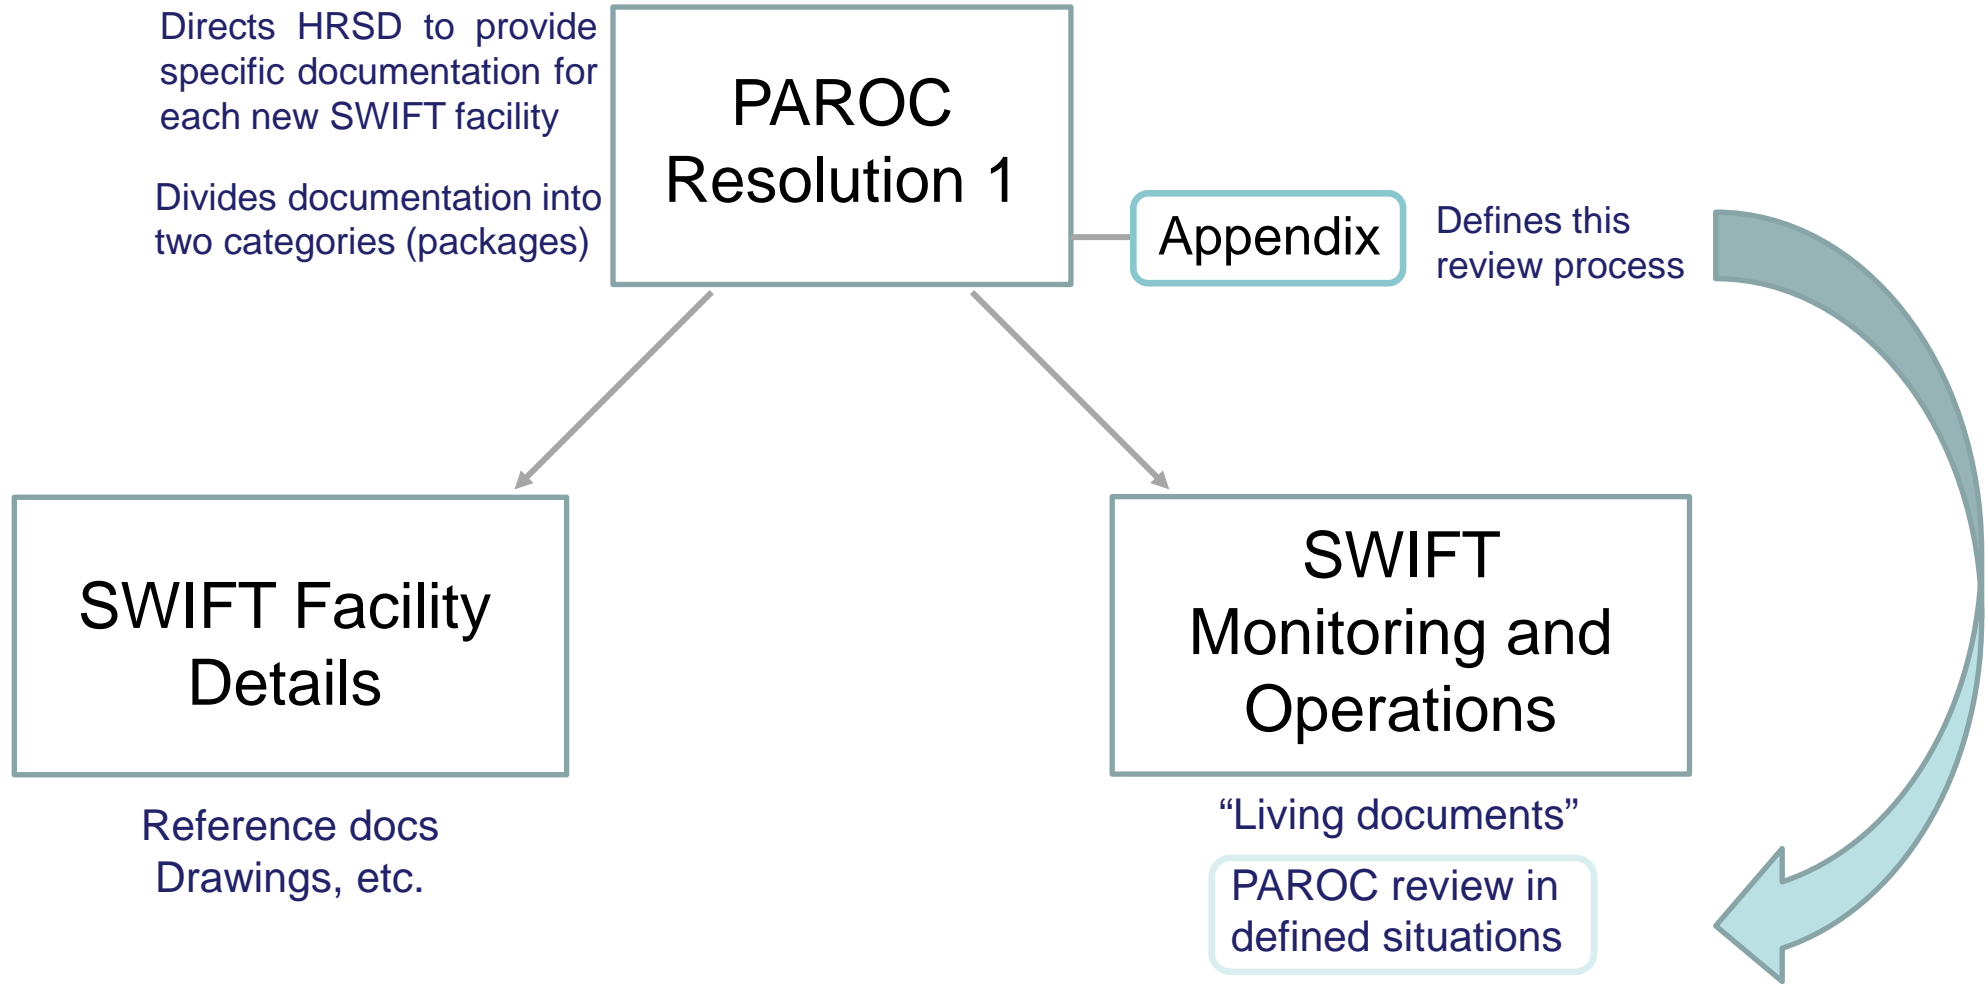 Directs HRSD to provide
specific documentation for
each new SWIFT facility
Divides documentation into
two categories (packages)
PAROC
Resolution 1
Appendix
Defines this
review process
SWIFT Facility
Details
Reference docs
Drawings, etc.
SWIFT
Monitoring and
Operations
“Living documents”
PAROC review in
defined situations